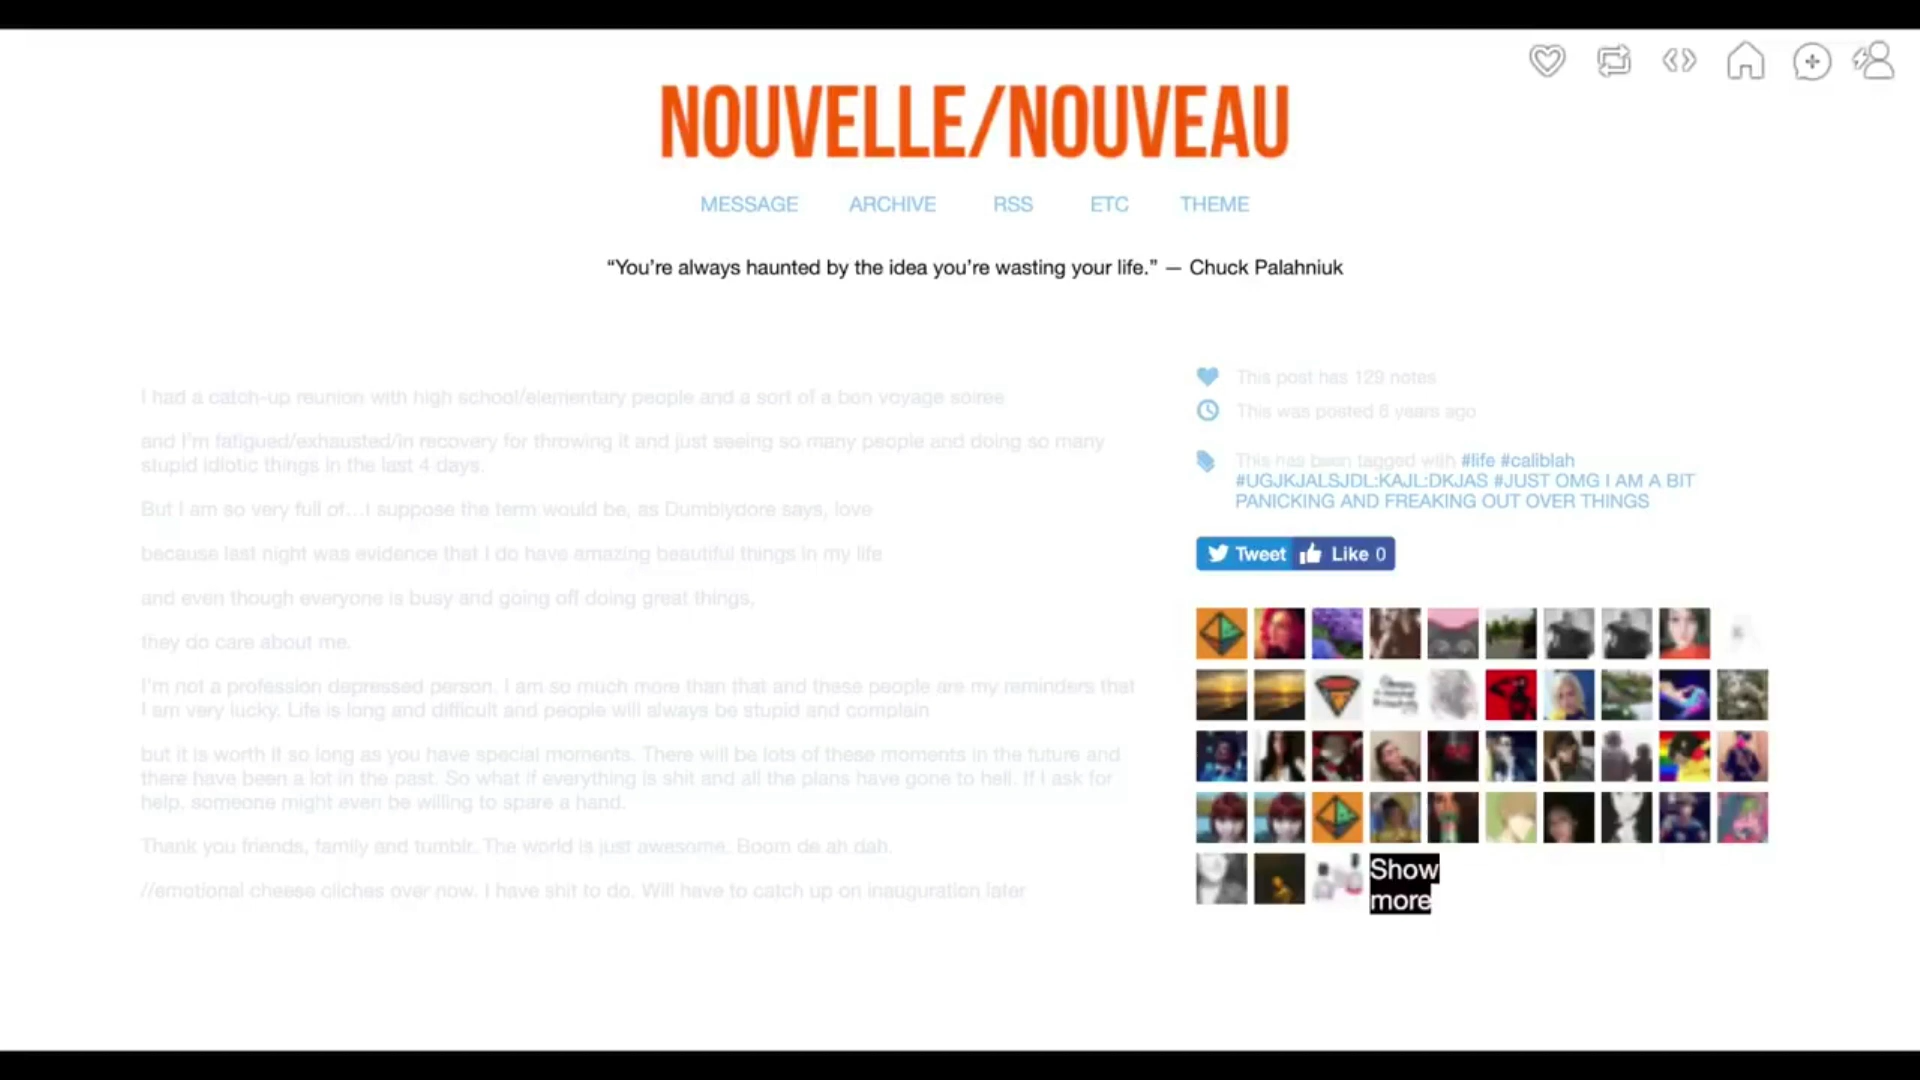 NOUVELLE/NOUVEAU
MESSAGE ARCHIVE RSS ETC THEME
“You’re always haunted by the idea you’re wasting your life.” — Chuck Palahniuk
I had a catch-up reunion with high school/elementary people and a sort of a bon voyage soiree
and I’m fatigued/exhausted/in recovery for throwing it and just seeing so many people and doing so many
stupid idiotic things in the last 4 days.
But I am so very full of...I suppose the term would be, as Dumblydore says, love
because last night was evidence that I do have amazing beautiful things in my life
and even though everyone is busy and going off doing great things,
they do care about me.
I’m not a profession depressed person. I am so much more than that and these people are my reminders that
I am very lucky. Life is long and difficult and people will always be stupid and complain
but it is worth it so long as you have special moments. There will be lots of these moments in the future and
there have been a lot in the past. So what if everything is shit and all the plans have gone to hell. If I ask for
help, someone might even be willing to spare a hand.
Thank you friends, family and tumblr. The world is just awesome. Boom de ah dah.
//emotional cheese cliches over now. I have shit to do. Will have to catch up on inauguration later
This post has 129 notes
This was posted 6 years ago
This has been tagged with #life #caliblah
#UGJKJALSJDL:KAJL:DKJAS #JUST OMG I AM A BIT
PANICKING AND FREAKING OUT OVER THINGS
Tweet Like 0
Show
more